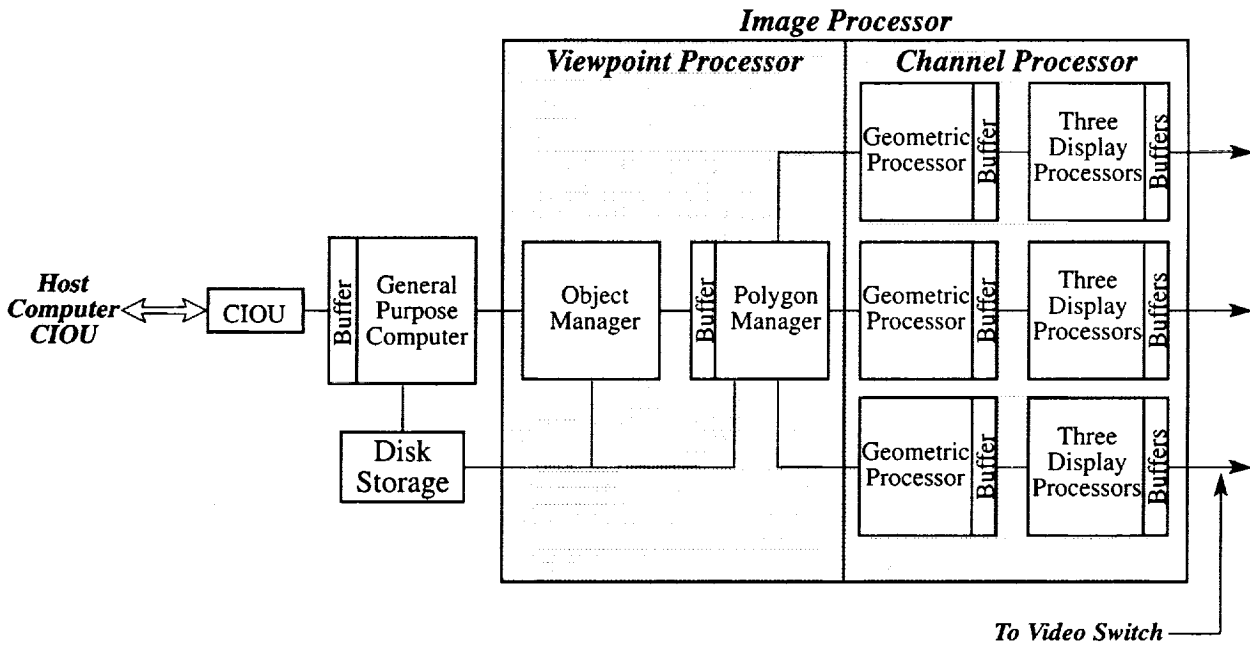 Image Processor
Viewpoint Processor
Channel Processor
Geometric
Processor
Buffer
Three
Display
Processors
Buffers
Host
Computer
CIOU
CIOU
Buffer
General
Purpose
Computer
Object
Manager
Buffer
Polygon
Manager
Geometric
Processor
Buffer
Three
Display
Processors
Buffers
Disk
Storage
Geometric
Processor
Buffer
Three
Display
Processors
Buffers
To Video Switch